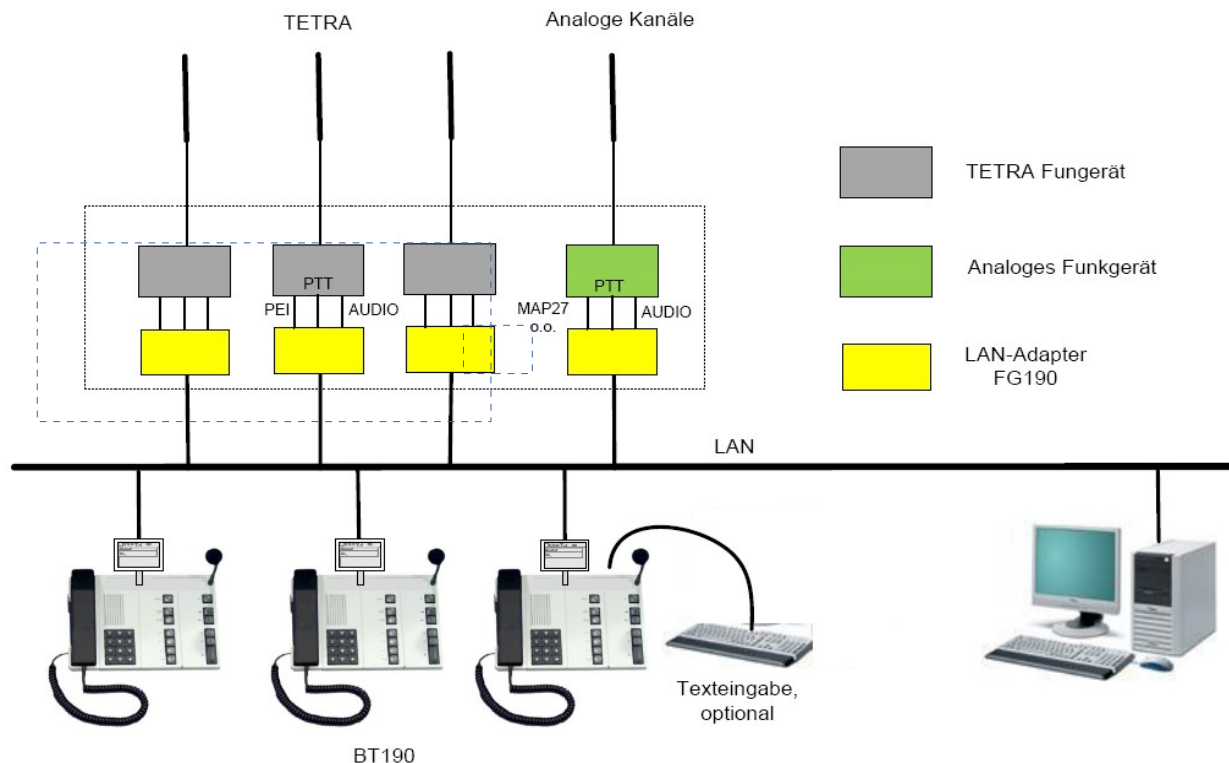 TETRA
Analoge Kanäle
TETRA Fungerät
PTT
PEI
AUDIO
MAP27
o.o.
PTT
AUDIO
Analoges Funkgerät
LAN-Adapter
FG190
LAN
Texteingabe,
optional
BT190